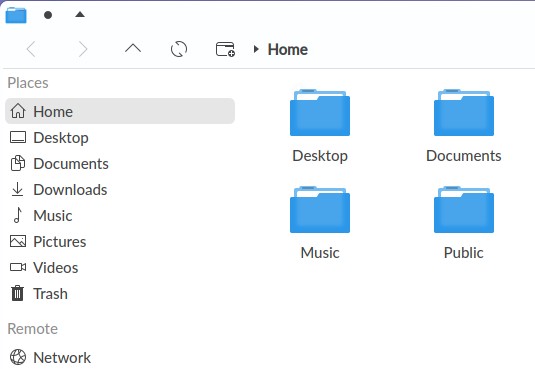 Home
Places
Home
Desktop
Documents
Downloads
Music
Pictures
Videos
Trash
Remote
Network
Desktop
Documents
Music
Public